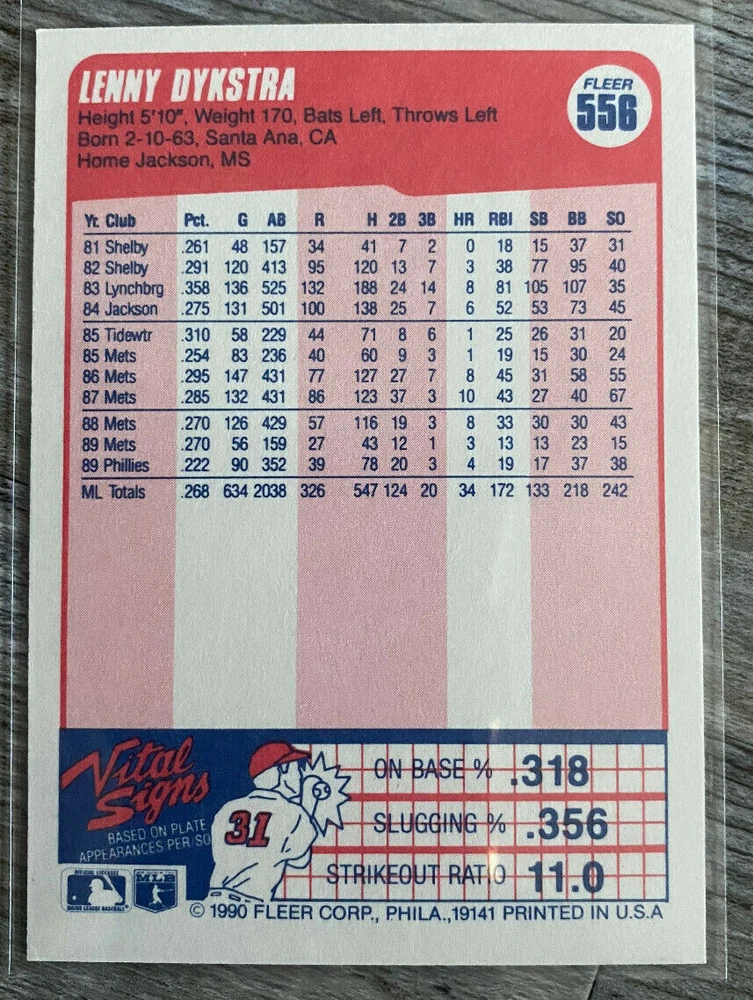 LENNY DYKSTRA
FLEER
556
Height 5'10", Weight 170, Bats Left, Throws Left
Born 2-10-63, Santa Ana, CA
Home Jackson, MS
Yr. Club Pct. G AB R H 2B 3B HR RBI SB BB SO
81 Shelby .261 48 157 34 41 7 2 0 18 15 37 31
82 Shelby .291 120 413 95 120 13 7 3 38 77 95 40
83 Lynchbrg .358 136 525 132 188 24 14 8 81 105 107 35
84 Jackson .275 131 501 100 138 25 7 6 52 53 73 45
85 Tidewtr .310 58 229 44 71 8 6 1 25 26 31 20
85 Mets .254 83 236 40 60 9 3 1 19 15 30 24
86 Mets .295 147 431 77 127 27 7 8 45 31 58 55
87 Mets .285 132 431 86 123 37 3 10 43 27 40 67
88 Mets .270 126 429 57 116 19 3 8 33 30 30 43
89 Mets .270 56 159 27 43 12 1 3 13 13 23 15
89 Phillies .222 90 352 39 78 20 3 4 19 17 37 38
ML Totals .268 634 2038 326 547 124 20 34 172 133 218 242
Vital
Signs
BASED ON PLATE
APPEARANCES PER/SO
31
ON BASE % .318
SLUGGING % .356
STRIKEOUT RATIO 11.0
OFFICIAL LICENSEE
MAJOR LEAGUE BASEBALL
MLB
© 1990 FLEER CORP., PHILA.,19141 PRINTED IN U.S.A